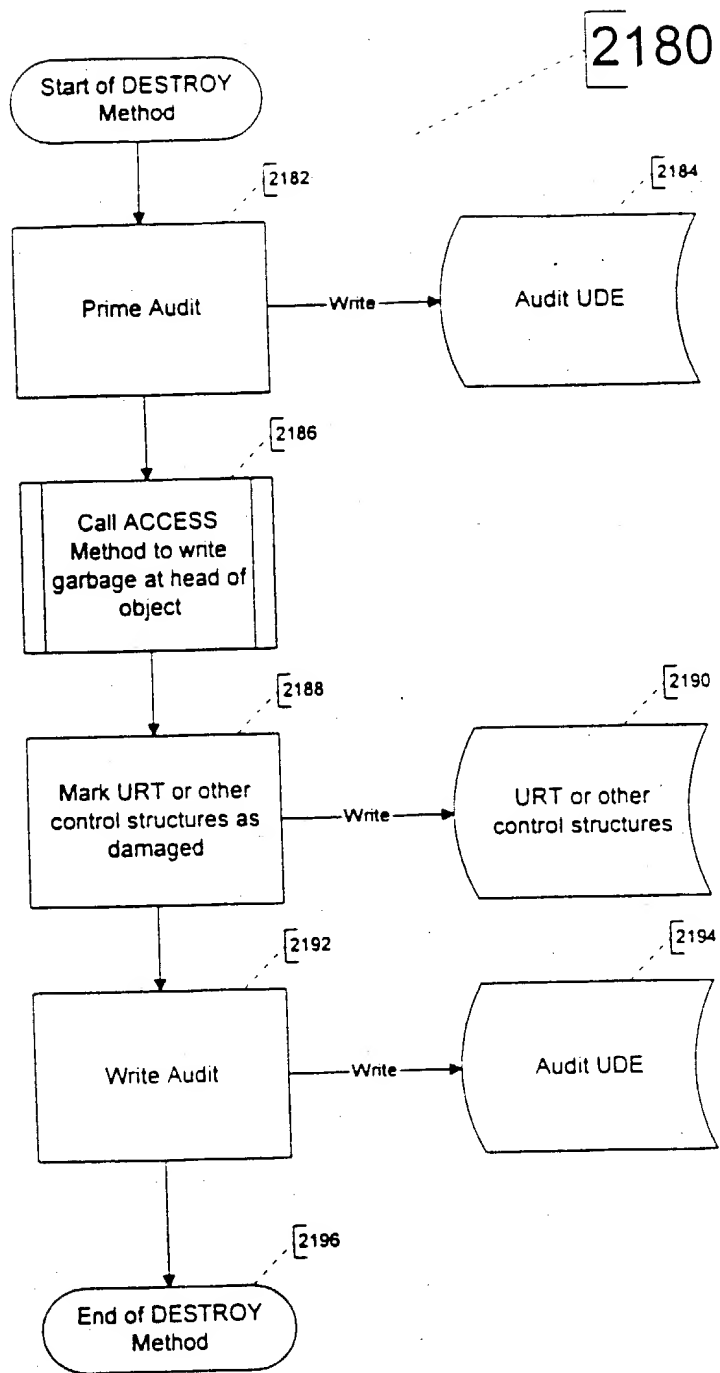 2180
Start of DESTROY
Method
2182
2184
Prime Audit
Write
Audit UDE
2186
Call ACCESS
Method to write
garbage at head of
object
2188
2190
Mark URT or other
control structures as
damaged
Write
URT or other
control structures
2192
2194
Write Audit
Write
Audit UDE
2196
End of DESTROY
Method